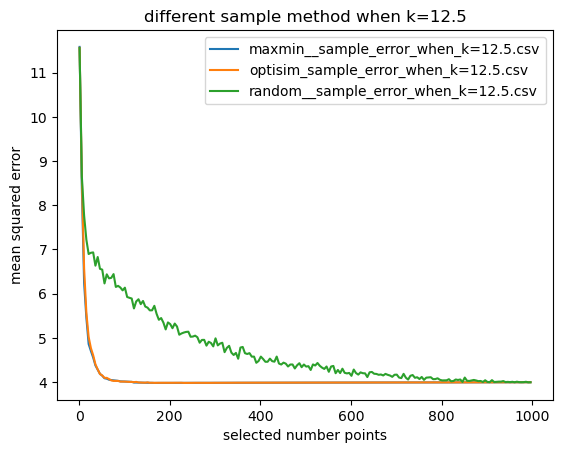 different sample method when k=12.5
maxmin__sample_error_when_k=12.5.csv
optisim_sample_error_when_k=12.5.csv
random__sample_error_when_k=12.5.csv
mean squared error
11
10
9
8
7
6
5
4
0 200 400 600 800 1000
selected number points